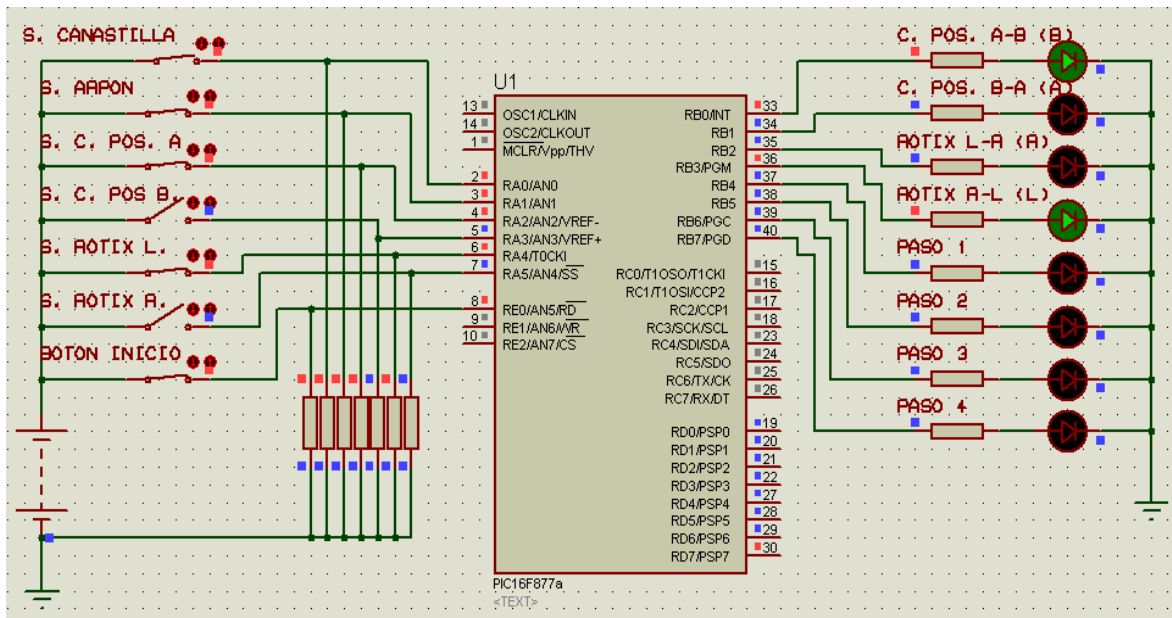 S. CANASTILLA
S. ARPON
S. C. POS. A
S. C. POS B.
S. ROTIX L.
S. ROTIX R.
BOTON INICIO
U1
13 OSC1/CLKIN
14 OSC2/CLKOUT
1 MCLR/Vpp/THV
2 RA0/AN0
3 RA1/AN1
4 RA2/AN2/VREF-
5 RA3/AN3/VREF+
6 RA4/T0CKI
7 RA5/AN4/SS
8 RE0/AN5/RD
9 RE1/AN6/WR
10 RE2/AN7/CS
RB0/INT 33
RB1 34
RB2 35
RB3/PGM 36
RB4 37
RB5 38
RB6/PGC 39
RB7/PGD 40
RC0/T1OSO/T1CKI 15
RC1/T1OSI/CCP2 16
RC2/CCP1 17
RC3/SCK/SCL 18
RC4/SDI/SDA 23
RC5/SDO 24
RC6/TX/CK 25
RC7/RX/DT 26
RD0/PSP0 19
RD1/PSP1 20
RD2/PSP2 21
RD3/PSP3 22
RD4/PSP4 27
RD5/PSP5 28
RD6/PSP6 29
RD7/PSP7 30
PIC16F877a
<TEXT>
C. POS. A-B (B)
C. POS. B-A (A)
ROTIX L-R (R)
ROTIX R-L (L)
PASO 1
PASO 2
PASO 3
PASO 4